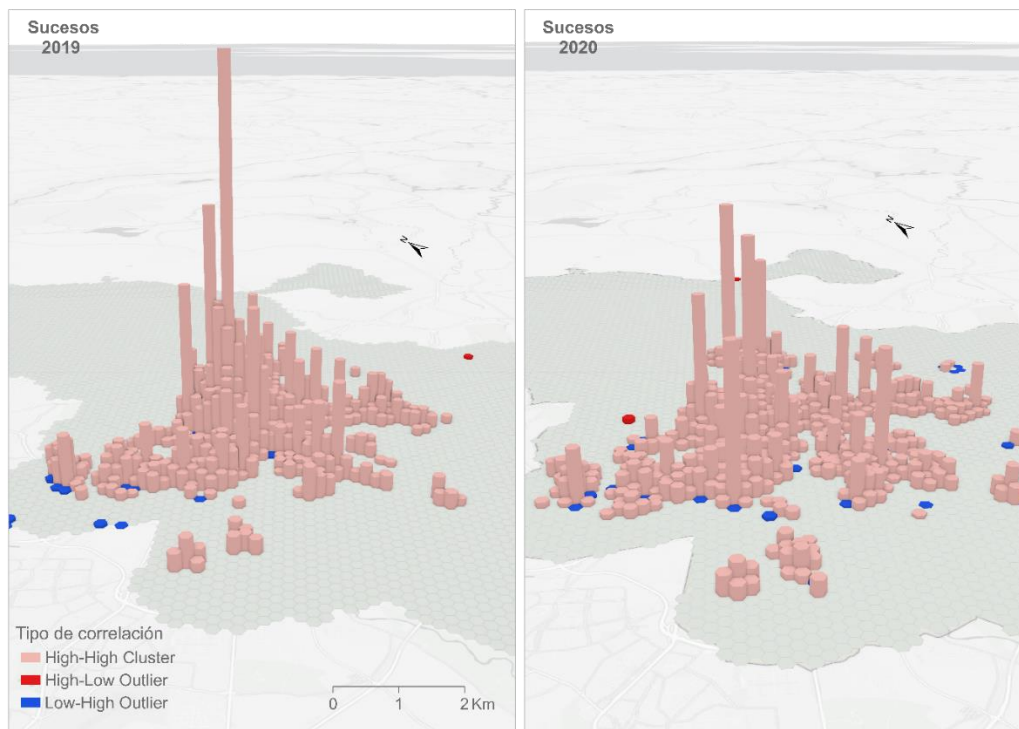 Sucesos
2019
N
Tipo de correlación
High-High Cluster
High-Low Outlier
Low-High Outlier
0 1 2 Km
Sucesos
2020
N